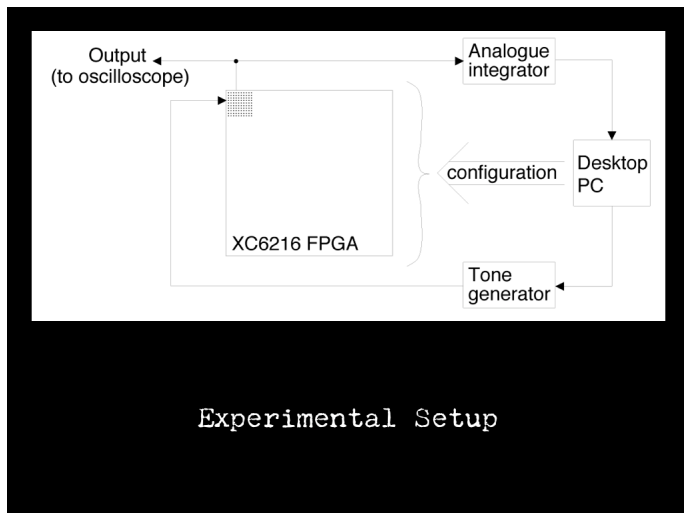 Output
(to oscilloscope)
Analogue
integrator
configuration
Desktop
PC
XC6216 FPGA
Tone
generator
Experimental Setup